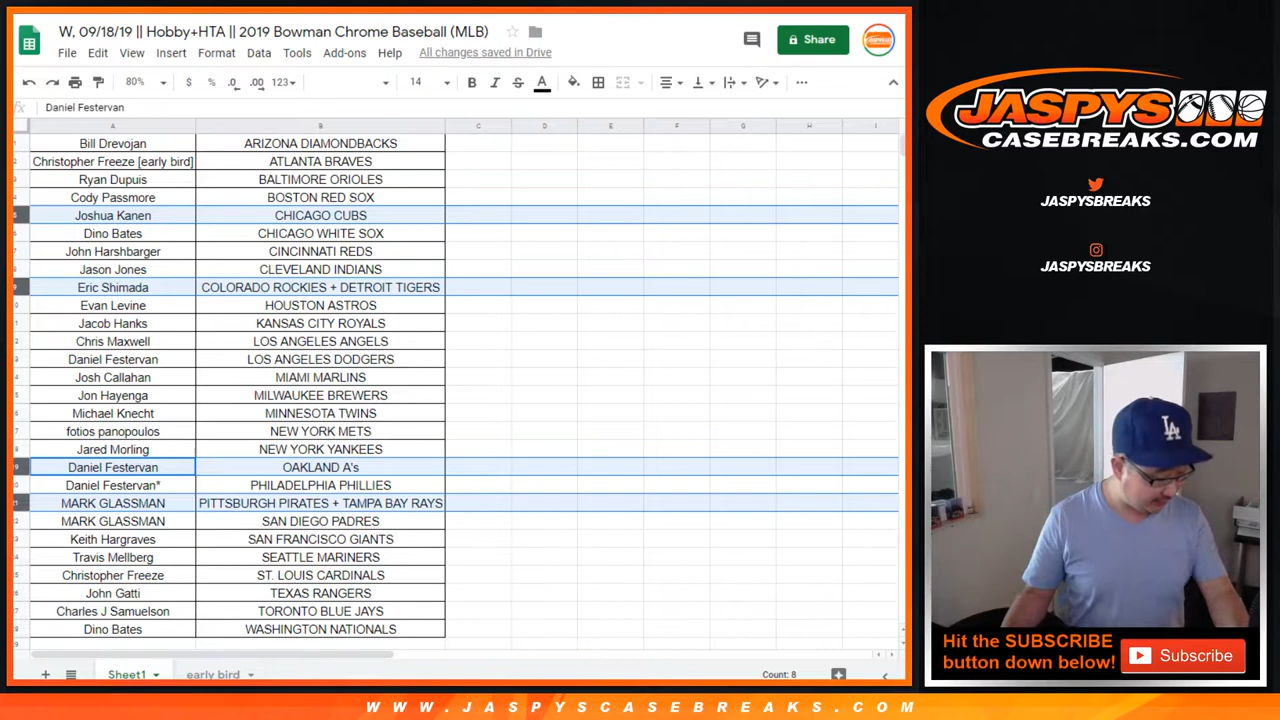 W, 09/18/19 || Hobby+HTA || 2019 Bowman Chrome Baseball (MLB)
File Edit View Insert Format Data Tools Add-ons Help All changes saved in Drive
Share
80% $ % .0 .00 123 14 B I S A
fx Daniel Festervan
A B C D E F G H I
Bill Drevojan ARIZONA DIAMONDBACKS
Christopher Freeze [early bird] ATLANTA BRAVES
Ryan Dupuis BALTIMORE ORIOLES
Cody Passmore BOSTON RED SOX
Joshua Kanen CHICAGO CUBS
Dino Bates CHICAGO WHITE SOX
John Harshbarger CINCINNATI REDS
Jason Jones CLEVELAND INDIANS
Eric Shimada COLORADO ROCKIES + DETROIT TIGERS
Evan Levine HOUSTON ASTROS
Jacob Hanks KANSAS CITY ROYALS
Chris Maxwell LOS ANGELES ANGELS
Daniel Festervan LOS ANGELES DODGERS
Josh Callahan MIAMI MARLINS
Jon Hayenga MILWAUKEE BREWERS
Michael Knecht MINNESOTA TWINS
fotios panopoulos NEW YORK METS
Jared Morling NEW YORK YANKEES
Daniel Festervan OAKLAND A's
Daniel Festervan* PHILADELPHIA PHILLIES
MARK GLASSMAN PITTSBURGH PIRATES + TAMPA BAY RAYS
MARK GLASSMAN SAN DIEGO PADRES
Keith Hargraves SAN FRANCISCO GIANTS
Travis Mellberg SEATTLE MARINERS
Christopher Freeze ST. LOUIS CARDINALS
John Gatti TEXAS RANGERS
Charles J Samuelson TORONTO BLUE JAYS
Dino Bates WASHINGTON NATIONALS
Sheet1 early bird Count: 8
JASPYS
CASEBREAKS.COM
JASPYSBREAKS
JASPYSBREAKS
LA
Hit the SUBSCRIBE
button down below!
Subscribe
WWW.JASPYSCASEBREAKS.COM